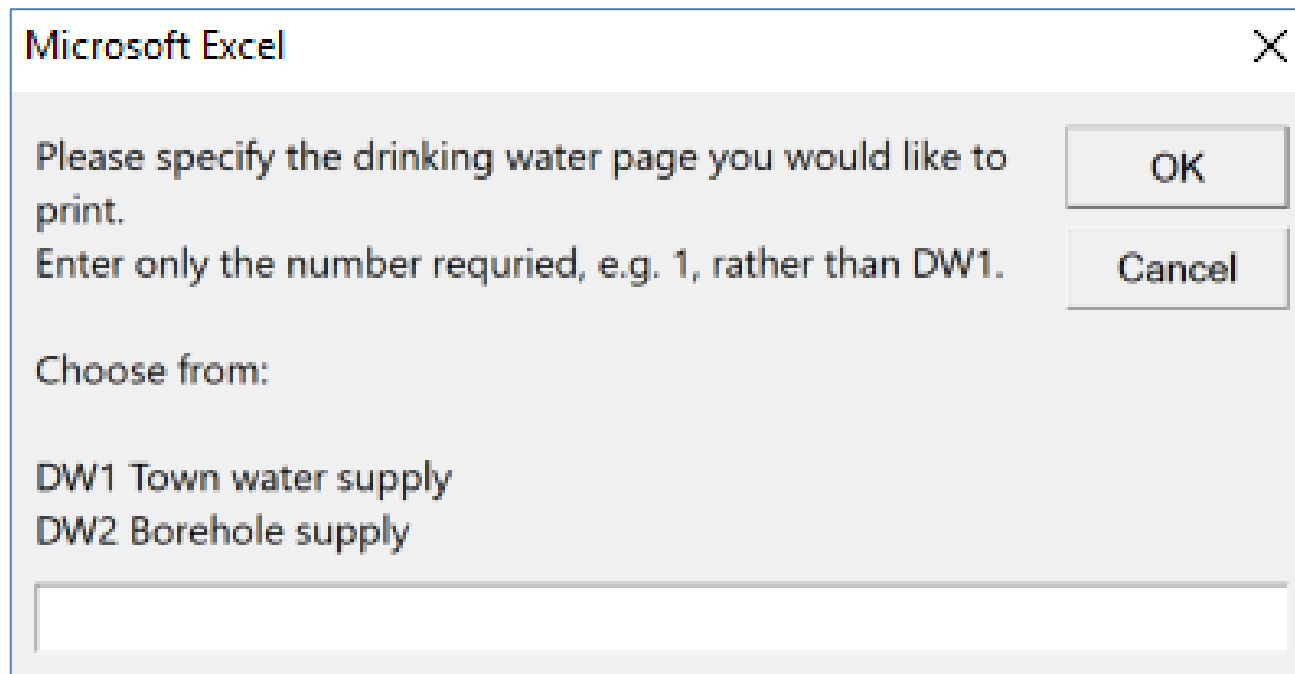 Microsoft Excel
Please specify the drinking water page you would like to
print.
Enter only the number requried, e.g. 1, rather than DW1.
OK
Cancel
Choose from:
DW1 Town water supply
DW2 Borehole supply